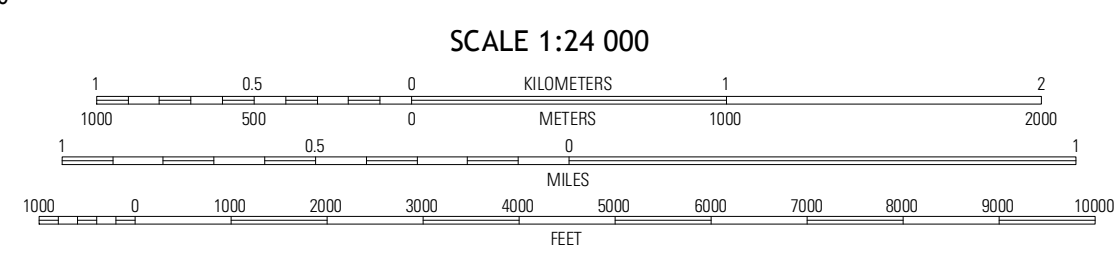 SCALE 1:24 000
1 0.5 0 KILOMETERS 1 2
1000 500 0 METERS 1000 2000
1 0.5 0 1
MILES
1000 0 1000 2000 3000 4000 5000 6000 7000 8000 9000 10000
FEET